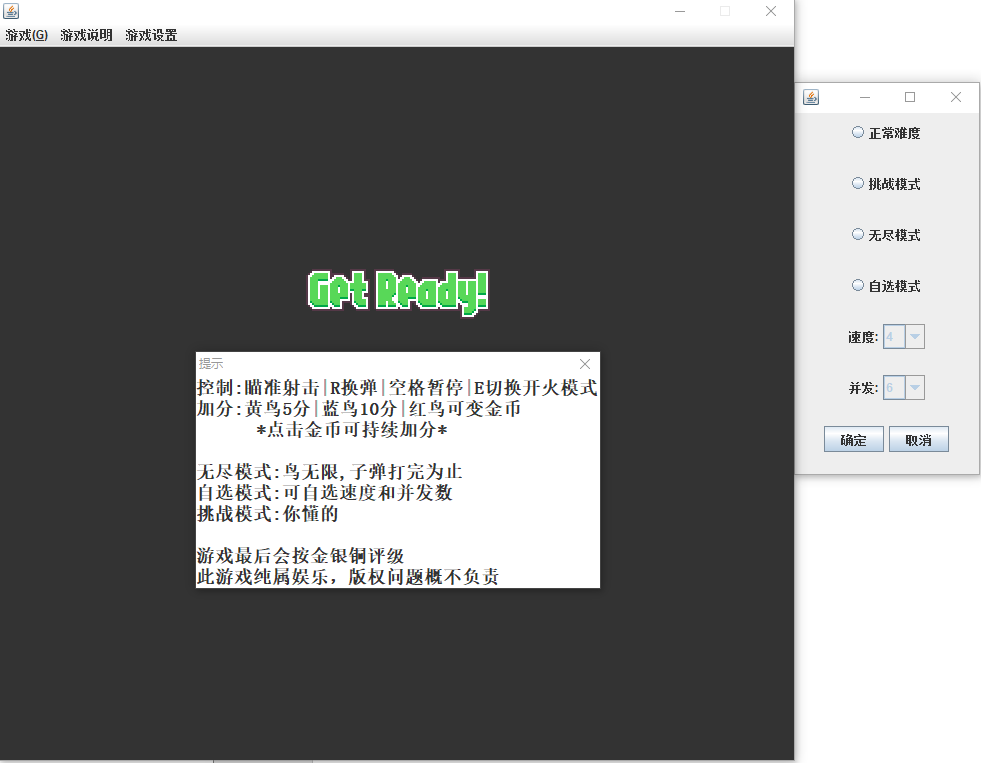 游戏(G) 游戏说明 游戏设置
Get Ready!
提示
控制:瞄准射击|R换弹|空格暂停|E切换开火模式
加分:黄鸟5分|蓝鸟10分|红鸟可变金币
*点击金币可持续加分*
无尽模式:鸟无限,子弹打完为止
自选模式:可自选速度和并发数
挑战模式:你懂的
游戏最后会按金银铜评级
此游戏纯属娱乐，版权问题概不负责
正常难度
挑战模式
无尽模式
自选模式
速度: 4
并发: 6
确定 取消